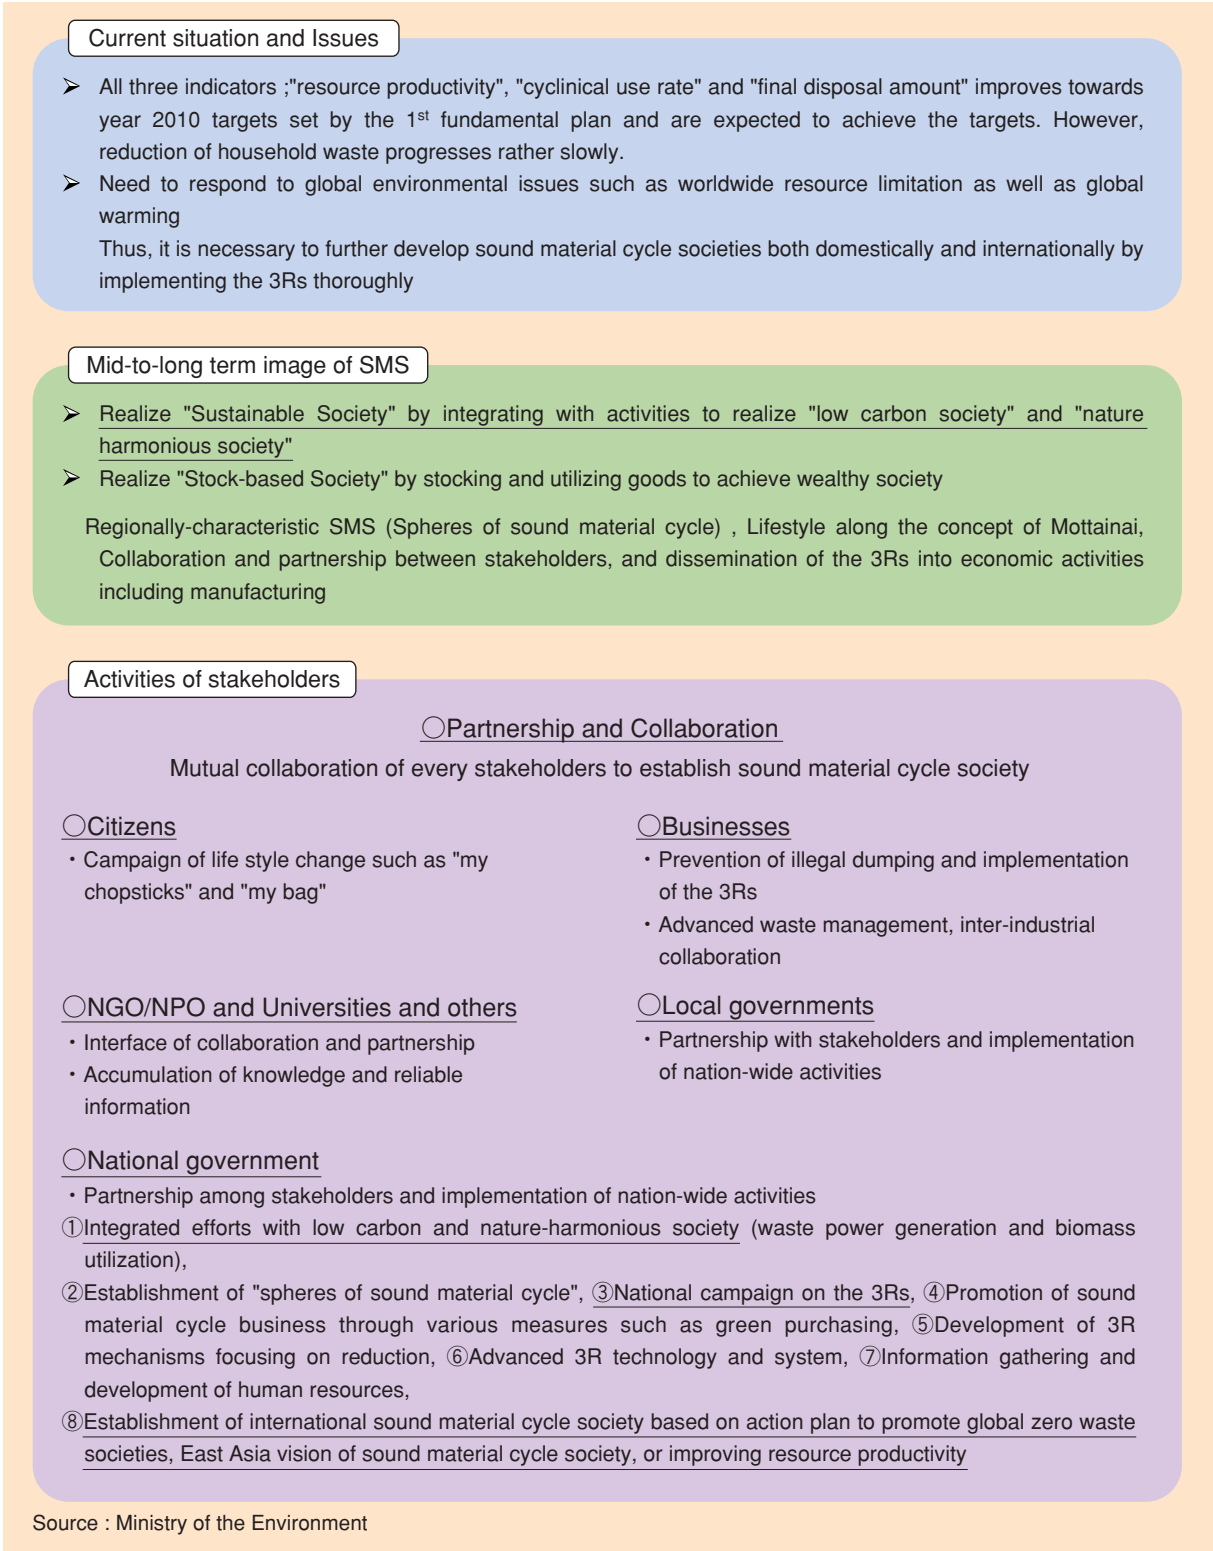 Current situation and Issues
➢ All three indicators ;"resource productivity", "cyclinical use rate" and "final disposal amount" improves towards
year 2010 targets set by the 1st fundamental plan and are expected to achieve the targets. However,
reduction of household waste progresses rather slowly.
➢ Need to respond to global environmental issues such as worldwide resource limitation as well as global
warming
Thus, it is necessary to further develop sound material cycle societies both domestically and internationally by
implementing the 3Rs thoroughly
Mid-to-long term image of SMS
➢ Realize "Sustainable Society" by integrating with activities to realize "low carbon society" and "nature
harmonious society"
➢ Realize "Stock-based Society" by stocking and utilizing goods to achieve wealthy society
Regionally-characteristic SMS (Spheres of sound material cycle) , Lifestyle along the concept of Mottainai,
Collaboration and partnership between stakeholders, and dissemination of the 3Rs into economic activities
including manufacturing
Activities of stakeholders
○Partnership and Collaboration
Mutual collaboration of every stakeholders to establish sound material cycle society
○Citizens
・Campaign of life style change such as "my
chopsticks" and "my bag"
○Businesses
・Prevention of illegal dumping and implementation
of the 3Rs
・Advanced waste management, inter-industrial
collaboration
○NGO/NPO and Universities and others
・Interface of collaboration and partnership
・Accumulation of knowledge and reliable
information
○Local governments
・Partnership with stakeholders and implementation
of nation-wide activities
○National government
・Partnership among stakeholders and implementation of nation-wide activities
①Integrated efforts with low carbon and nature-harmonious society (waste power generation and biomass
utilization),
②Establishment of "spheres of sound material cycle", ③National campaign on the 3Rs, ④Promotion of sound
material cycle business through various measures such as green purchasing, ⑤Development of 3R
mechanisms focusing on reduction, ⑥Advanced 3R technology and system, ⑦Information gathering and
development of human resources,
⑧Establishment of international sound material cycle society based on action plan to promote global zero waste
societies, East Asia vision of sound material cycle society, or improving resource productivity
Source : Ministry of the Environment